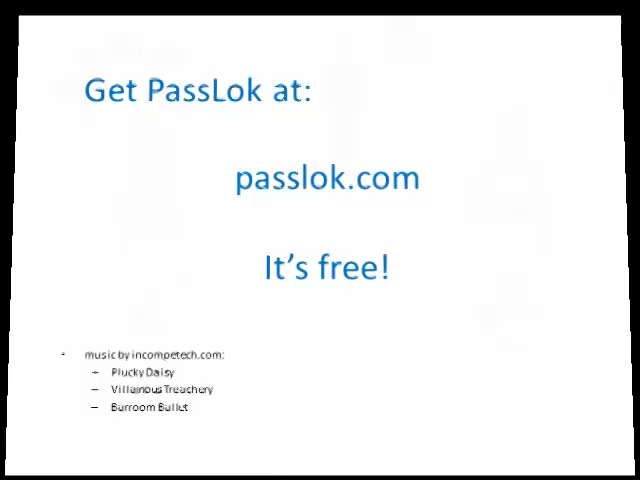 Get PassLok at:
passlok.com
It's free!
• music by incompetech.com:
– Plucky Daisy
– Villainous Treachery
– Barroom Ballet